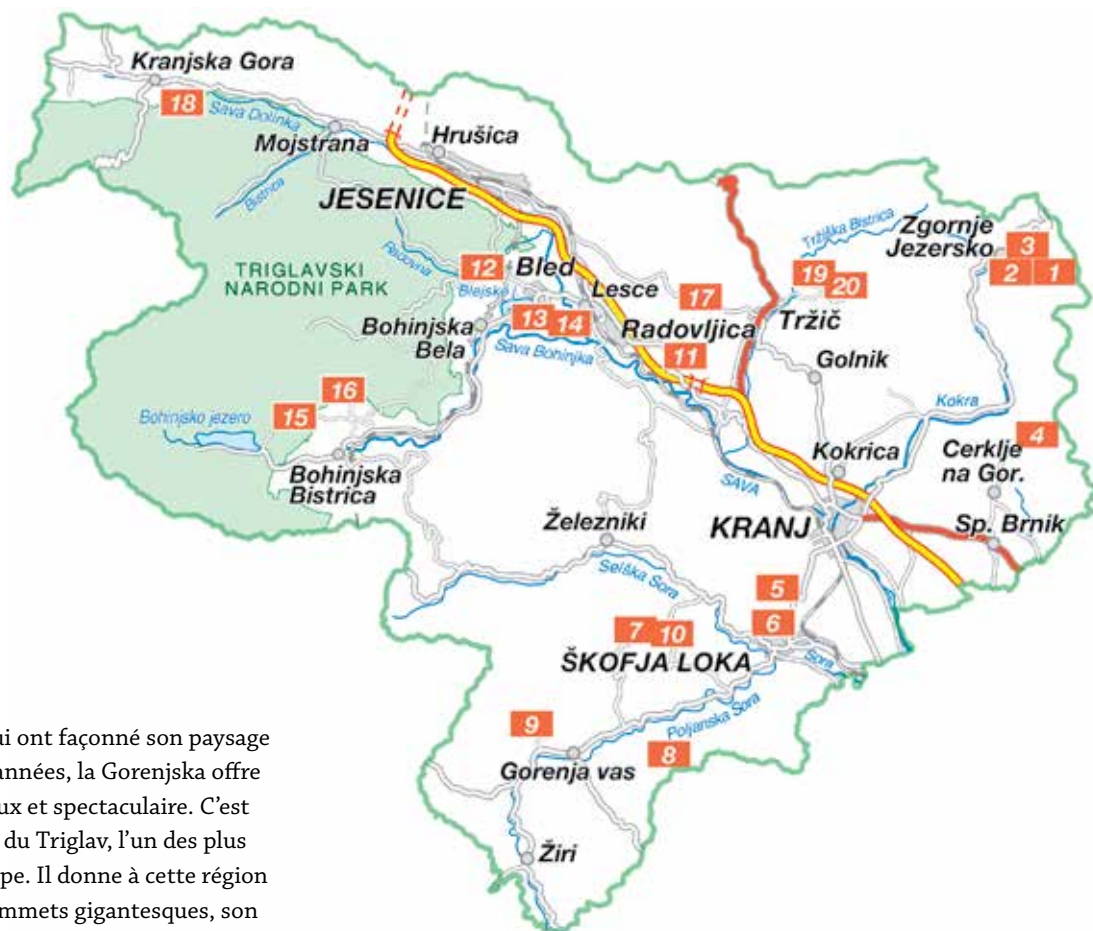 Kranjska Gora
18
Sava Dolinka
Mojstrana
Hrušica
Bistrica
JESENICE
Radovna
TRIGLAVSKI
NARODNI PARK
12
Bled
Blejsko
Lesce
17
Bohinjska
Bela
13
14
Radovljica
11
Sava Bohinjka
Tržiška Bistrica
Zgornje
Jezersko
3
2
1
19
20
Tržič
Golnik
Kokra
16
15
Bohinjsko jezero
Bohinjska
Bistrica
Kokrica
4
Cerklje
na Gor.
SAVA
Železniki
KRANJ
Sp. Brnik
Selška Sora
5
6
7
10
ŠKOFJA LOKA
Sora
9
Poljanska Sora
8
Gorenja vas
Žiri
ui ont façonné son paysage
années, la Gorenjska offre
ux et spectaculaire. C’est
du Triglav, l’un des plus
pe. Il donne à cette région
mmets gigantesques, son